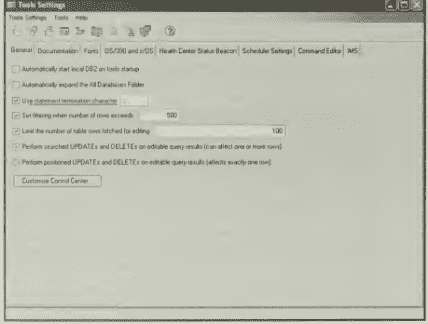 Tools Settings
Tools Settings Tools Help
General Documentation Fonts OS/390 and z/OS Health Center Status Beacon Scheduler Settings Command Editor IMS
Automatically start local DB2 on tools startup
Automatically expand the All Databases Folder
Use statement termination character
Set filtering when number of rows exceeds 500
Limit the number of table rows fetched for editing 100
Perform searched UPDATEs and DELETEs on editable query results (can affect one or more rows)
Perform positioned UPDATEs and DELETEs on editable query results (affects exactly one row)
Customize Control Center